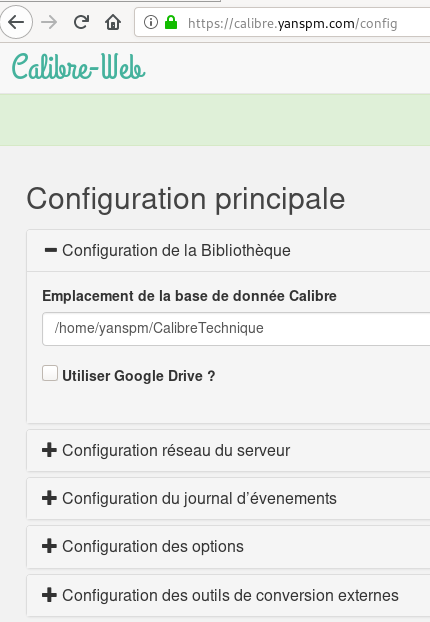 https://calibre.yanspm.com/config
Calibre-Web
Configuration principale
Configuration de la Bibliothèque
Emplacement de la base de donnée Calibre
/home/yanspm/CalibreTechnique
Utiliser Google Drive ?
Configuration réseau du serveur
Configuration du journal d’évenements
Configuration des options
Configuration des outils de conversion externes